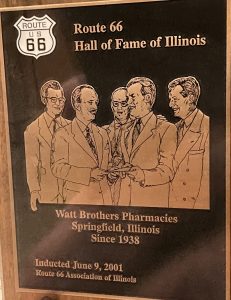 ROUTE
U S
66
Route 66
Hall of Fame of Illinois
Watt Brothers Pharmacies
Springfield, Illinois
Since 1938
Inducted June 9, 2001
Route 66 Association of Illinois